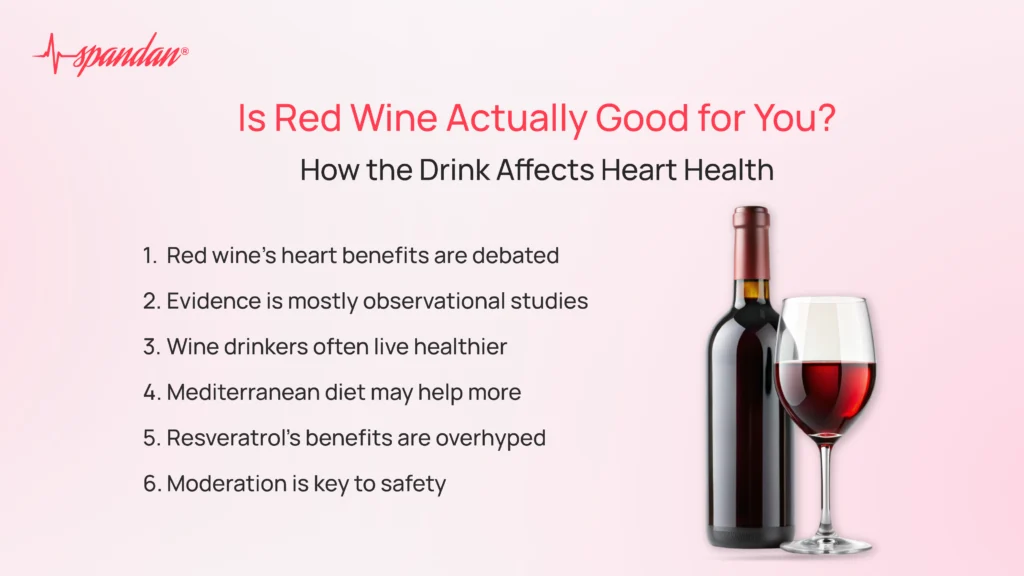 spandan®
Is Red Wine Actually Good for You?
How the Drink Affects Heart Health
1. Red wine’s heart benefits are debated
2. Evidence is mostly observational studies
3. Wine drinkers often live healthier
4. Mediterranean diet may help more
5. Resveratrol’s benefits are overhyped
6. Moderation is key to safety